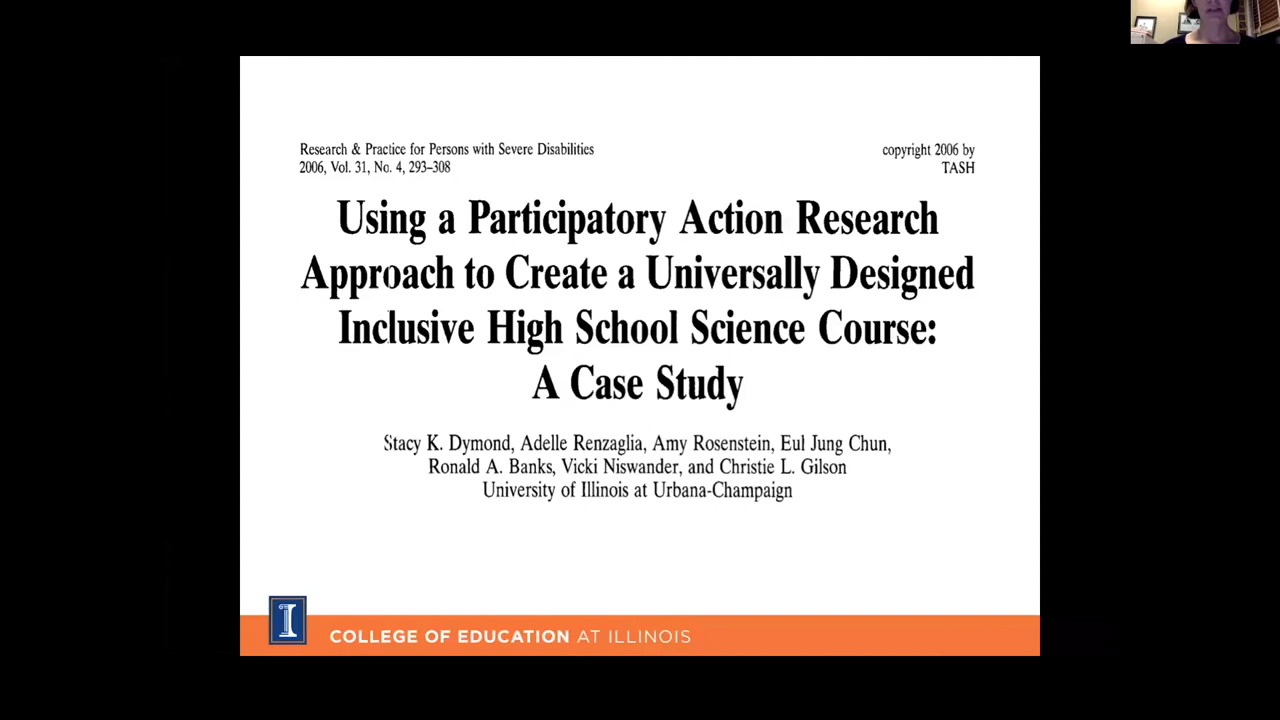 Research & Practice for Persons with Severe Disabilities
2006, Vol. 31, No. 4, 293–308
copyright 2006 by
TASH
Using a Participatory Action Research
Approach to Create a Universally Designed
Inclusive High School Science Course:
A Case Study
Stacy K. Dymond, Adelle Renzaglia, Amy Rosenstein, Eul Jung Chun,
Ronald A. Banks, Vicki Niswander, and Christie L. Gilson
University of Illinois at Urbana-Champaign
I
COLLEGE OF EDUCATION AT ILLINOIS